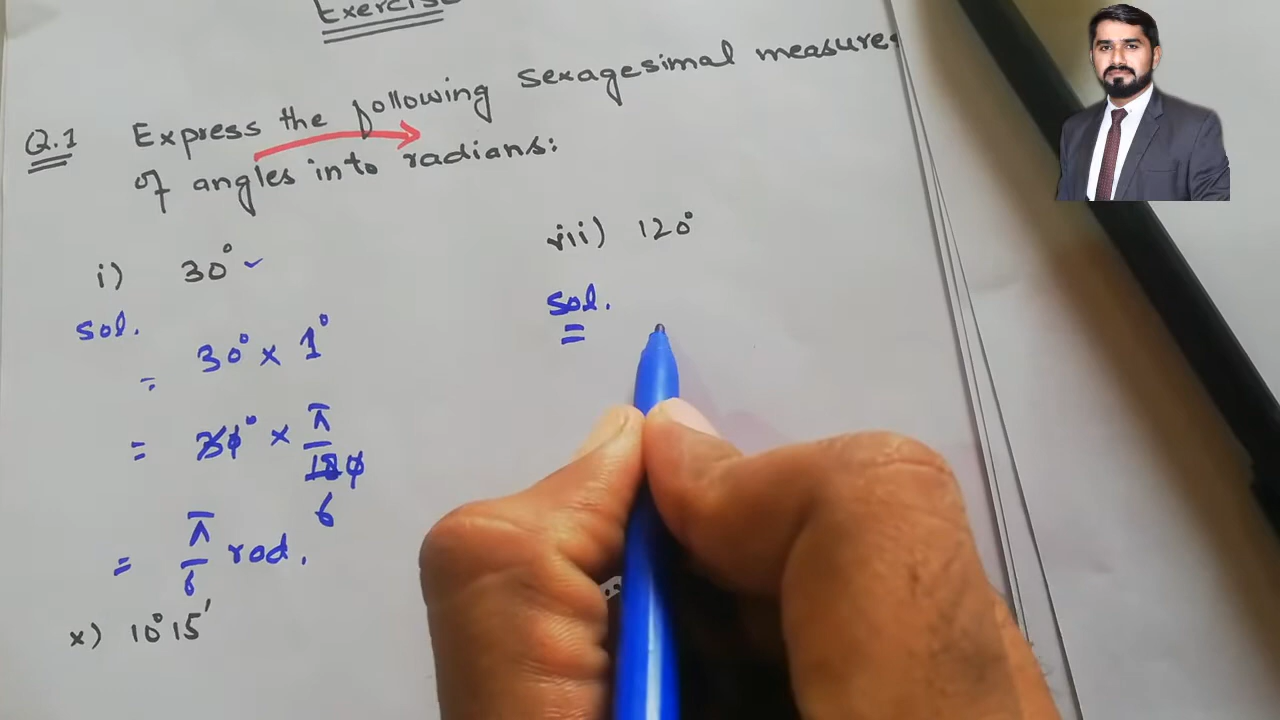 Exercise
Q.1 Express the following sexagesimal measures
of angles into radians:
i) 30°
sol.
= 30° × 1°
= 30° × π/180
6
= π/6 rad.
x) 10° 15'
vii) 120°
Sol.
=